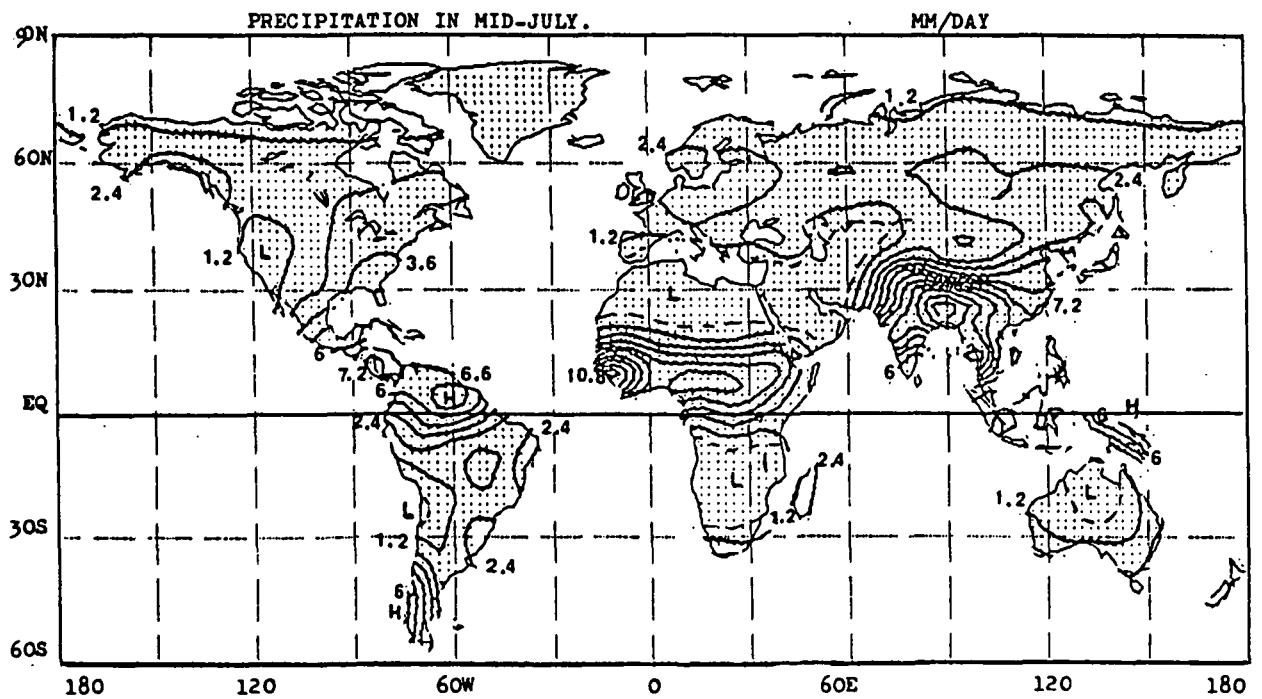 PRECIPITATION IN MID-JULY. MM/DAY
90N
1.2 1.2
60N 2.4 2.4
2.4
1.2 L 1.2
3.6
30N L
7.2
6
7.2 6.6 10.8 6
6 H
EQ
2.4 2.4 6 H
6
L 2.4 L
L 1.2 1.2
30S 1.2
2.4
6
H
60S
180 120 60W 0 60E 120 180